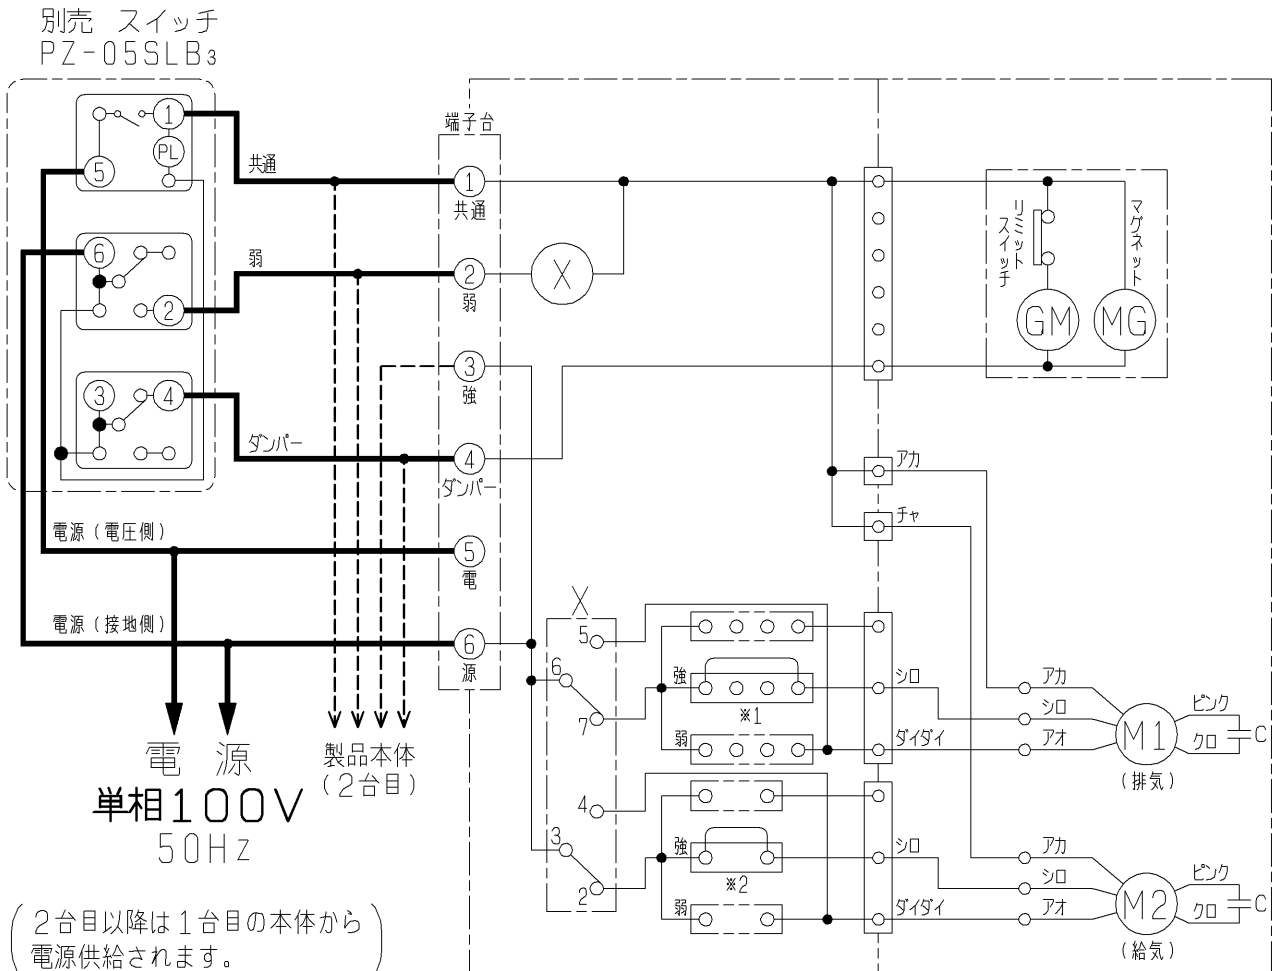 別売 スイッチ
PZ-05SLB3
1
PL
5
6
2
3
4
共通
弱
ダンパー
電源(電圧側)
電源(接地側)
端子台
1
共通
2
弱
3
強
4
ダンパー
5
電
6
源
X
リミット
スイッチ
マグネット
GM
MG
アカ
チャ
X
5
6
7
4
3
2
強
※1
弱
強
※2
弱
シロ
ダイダイ
シロ
ダイダイ
アカ
シロ
アオ
M1
(排気)
ピンク
クロ
C
アカ
シロ
アオ
M2
(給気)
ピンク
クロ
C
電 源
単相100V
50Hz
製品本体
(2台目)
2台目以降は1台目の本体から
電源供給されます。